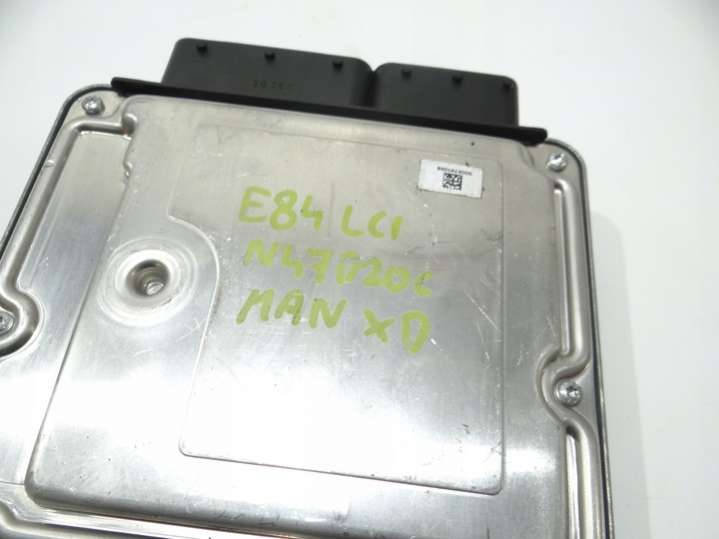 E84 LCI
N47D20C
MAN XD